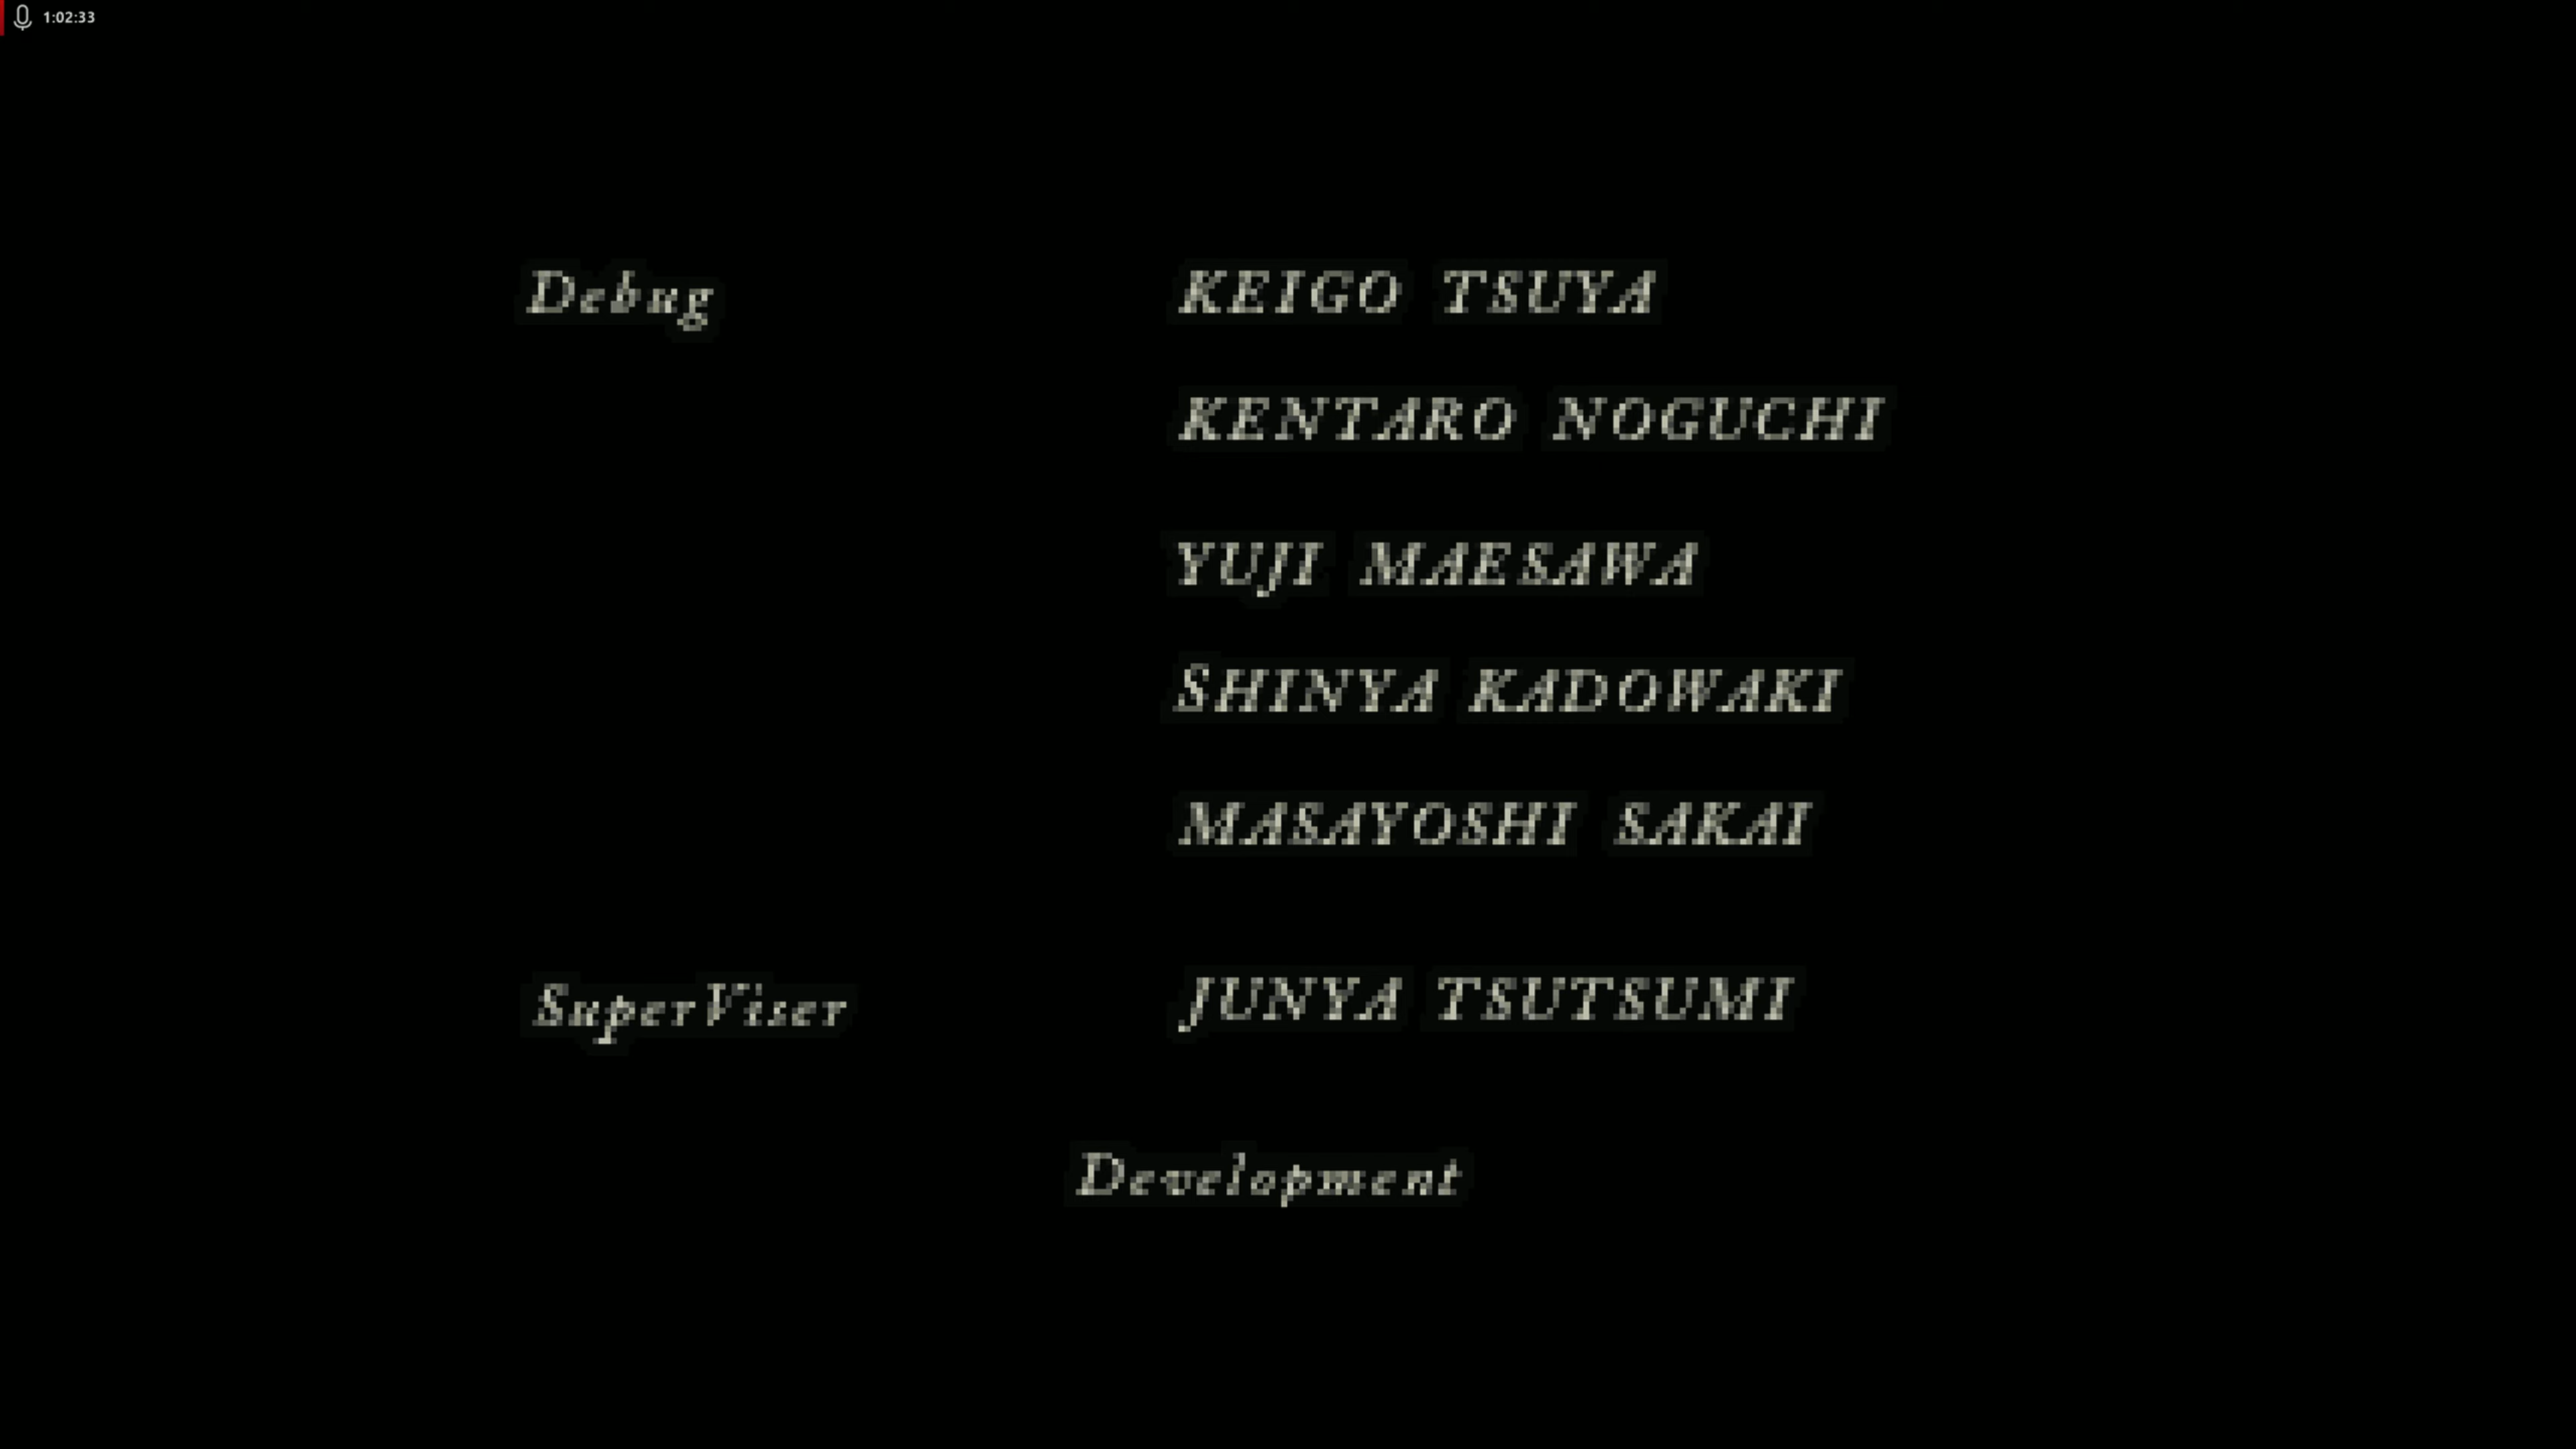 1:02:33
Debug KEIGO TSUYA
KENTARO NOGUCHI
YUJI MAESAWA
SHINYA KADOWAKI
MASAYOSHI SAKAI
SuperViser JUNYA TSUTSUMI
Development